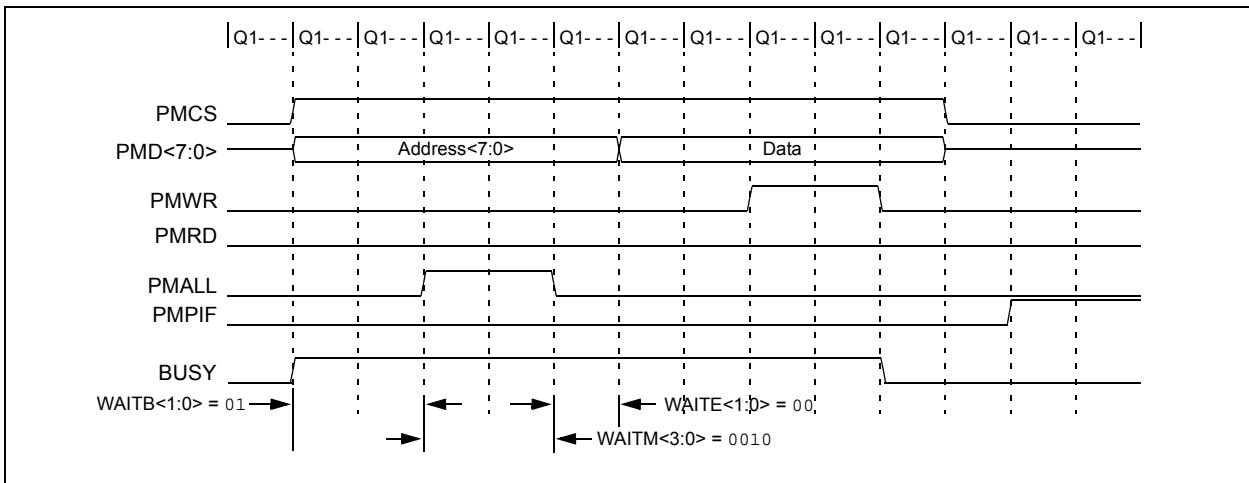 Q1- - - Q1- - - Q1- - - Q1- - - Q1- - - Q1- - - Q1- - - Q1- - - Q1- - - Q1- - - Q1- - - Q1- - - Q1- - - Q1- - -
PMCS
PMD<7:0> Address<7:0> Data
PMWR
PMRD
PMALL
PMPIF
BUSY
WAITB<1:0> = 01 WAITE<1:0> = 00
WAITM<3:0> = 0010